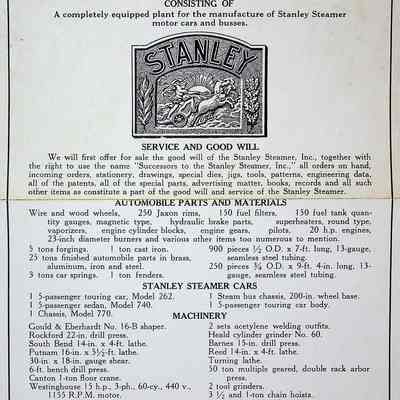 CONSISTING OF
A completely equipped plant for the manufacture of Stanley Steamer
motor cars and busses.
STANLEY
SERVICE AND GOOD WILL
We will first offer for sale the good will of the Stanley Steamer, Inc., together with
the right to use the name "Successors to the Stanley Steamer, Inc.," all orders on hand,
incoming orders, stationery, drawings, special dies, jigs, tools, patterns, engineering data,
all of the patents, all of the special parts, advertising matter, books, records and all such
other items as constitute a part of the good will and service of the Stanley Steamer.
AUTOMOBILE PARTS AND MATERIALS
Wire and wood wheels, 250 Jaxon rims, 150 fuel filters, 150 fuel tank quan-
tity gauges, magnetic type, hydraulic brake parts, superheaters, round type,
vaporizers, engine cylinder blocks, engine gears, pilots, 20 h.p. engines,
23-inch diameter burners and various other items too numerous to mention.
5 tons forgings. 1 ton cast iron.
25 tons finished automobile parts in brass,
aluminum, iron and steel.
3 tons car springs. 1 ton fenders.
900 pieces ½ O.D. x 7-ft. long, 13-gauge,
seamless steel tubing.
250 pieces ¾ O.D. x 9-ft. 4-in. long, 13-
gauge, seamless steel tubing.
STANLEY STEAMER CARS
1 5-passenger touring car, Model 262.
1 5-passenger sedan, Model 740.
1 Chassis, Model 770.
1 Steam bus chassis, 200-in. wheel base.
1 5-passenger touring car body.
MACHINERY
Gould & Eberhardt No. 16-B shaper.
Rockford 22-in. drill press.
South Bend 14-in. x 4-ft. lathe.
Putnam 16-in. x 5½-ft. lathe.
30-in. x 18-in. gauge shear.
6-ft. bench drill press.
Canton 1-ton floor crane.
Westinghouse 15 h.p., 3-ph., 60-cy., 440 v.,
1155 R.P.M. motor.
2 sets acetylene welding outfits.
Heald cylinder grinder No. 60.
Barnes 15-in. drill press.
Reed 14-in. x 4-ft. lathe.
Turning lathe.
50 ton multiple geared, double rack arbor
press.
2 tool grinders.
3 ½ and 1-ton chain hoists.